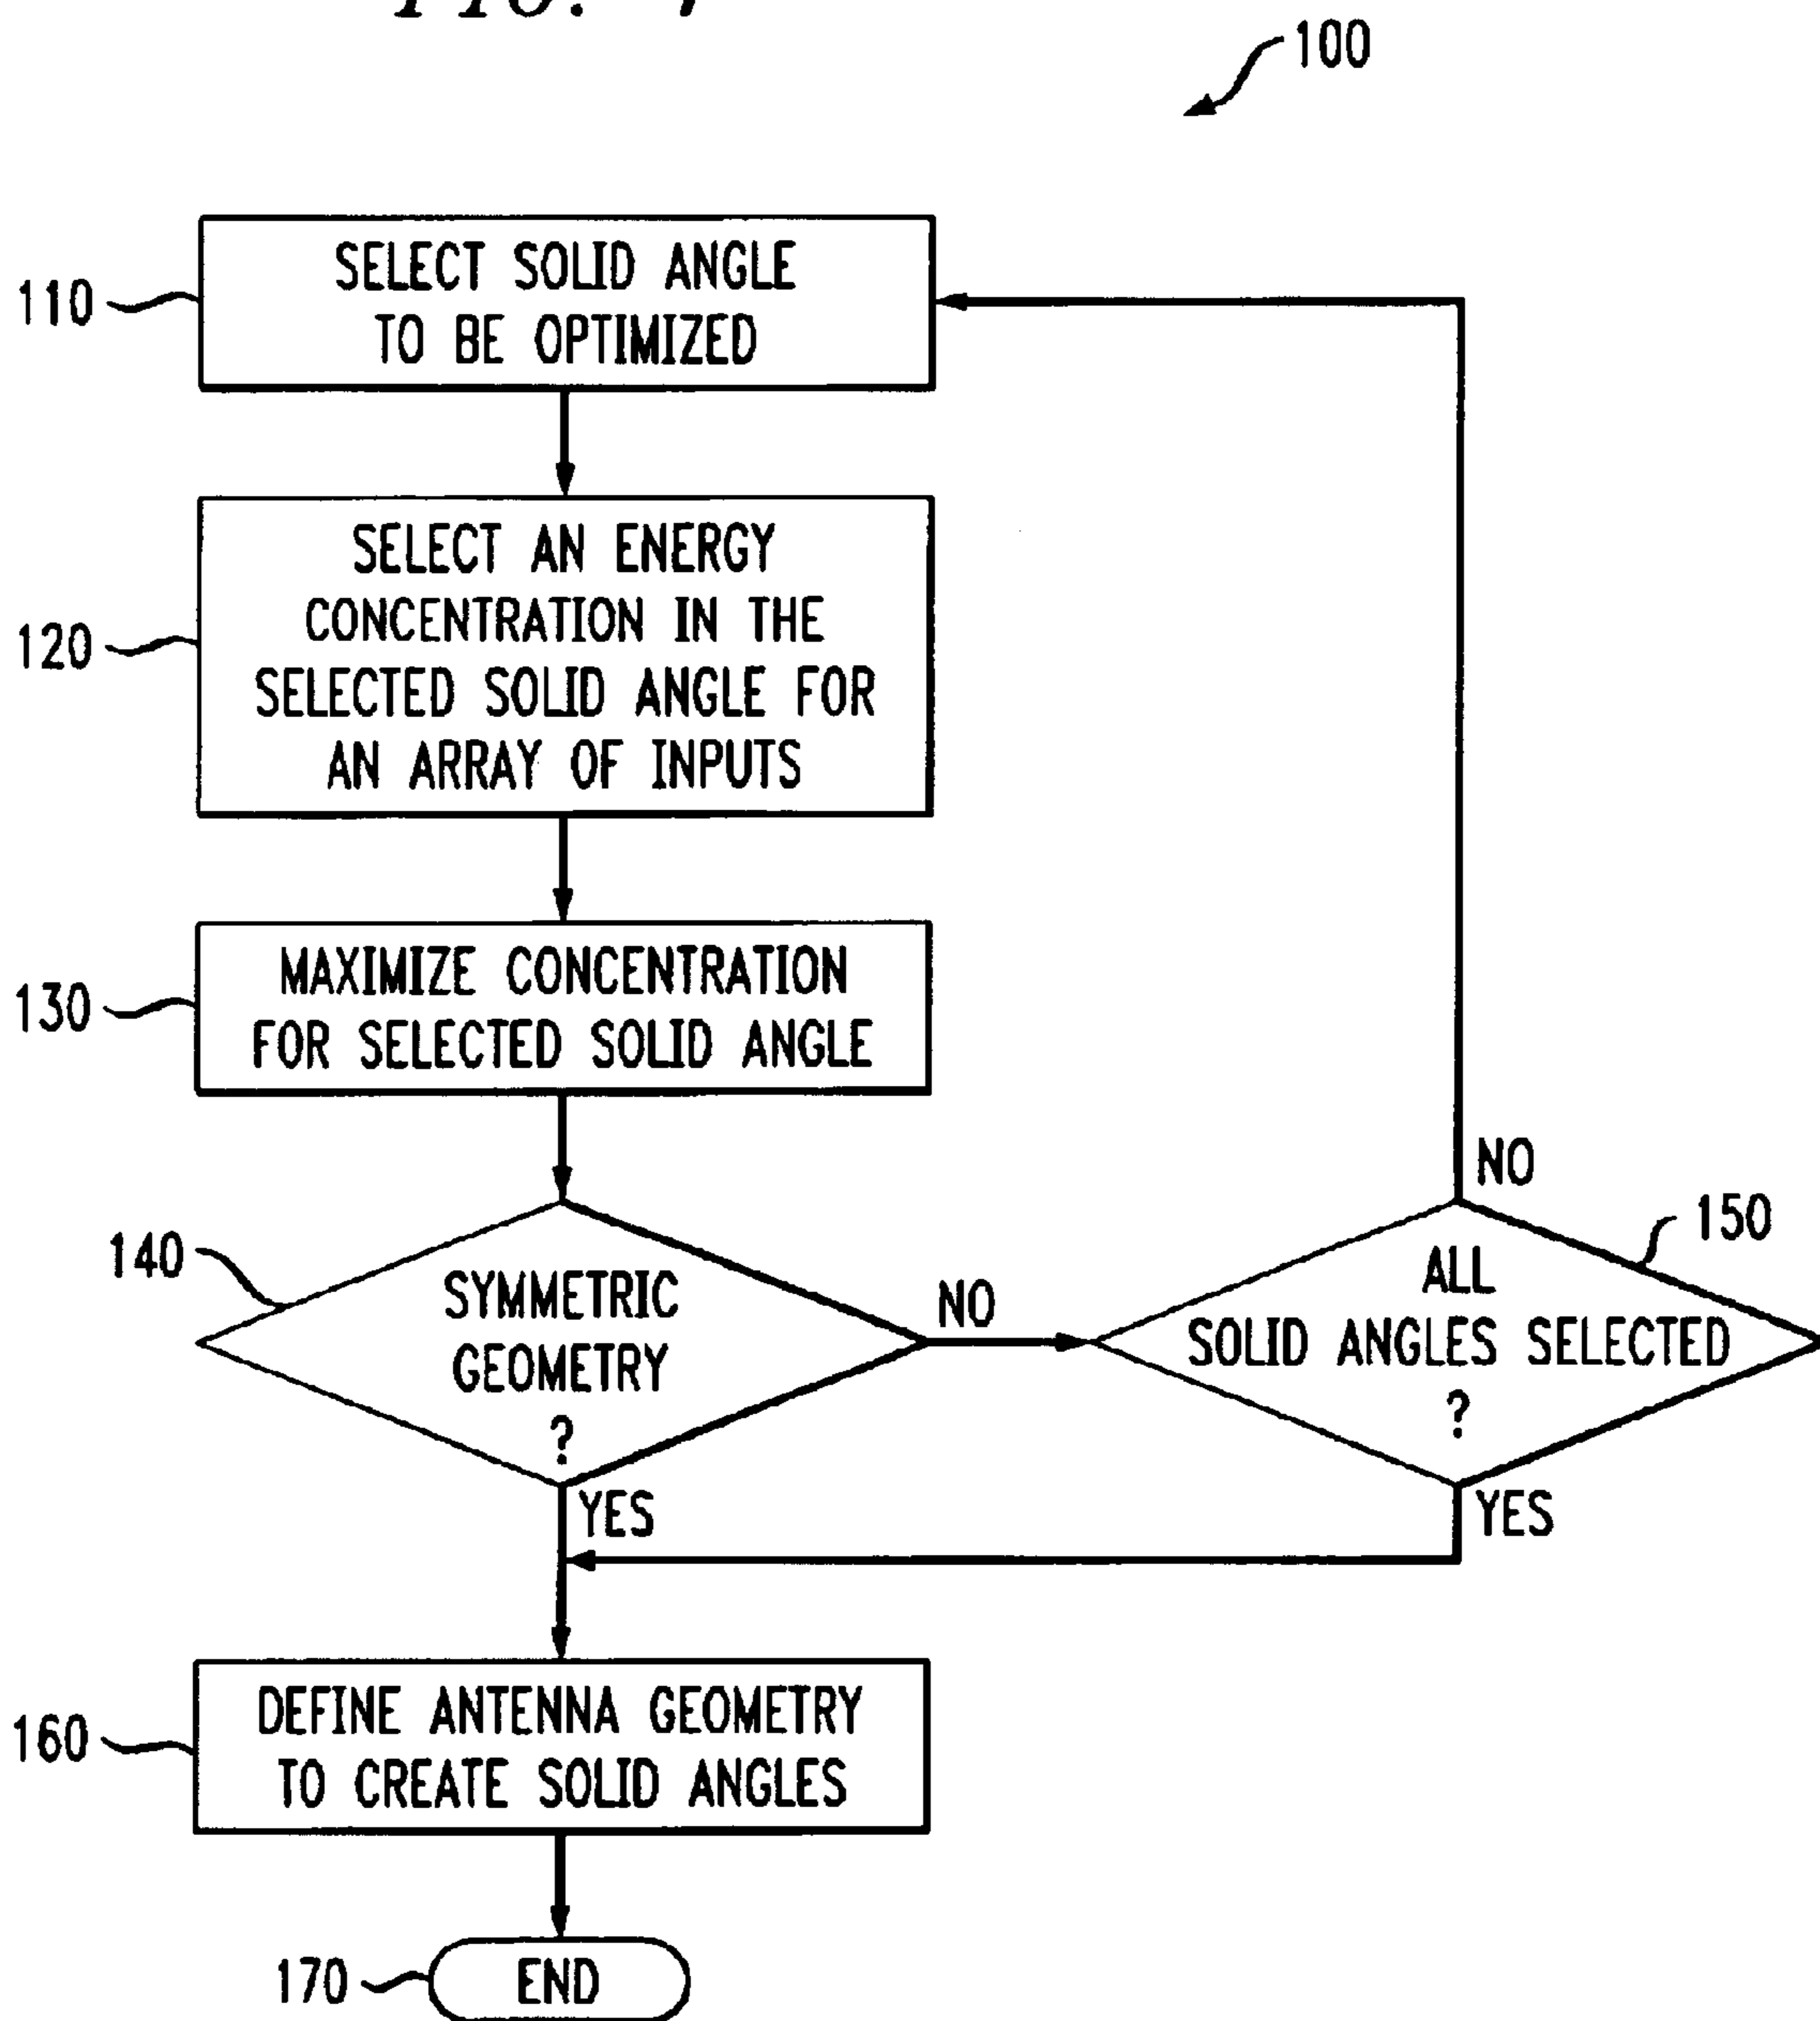 FIG.
100
110
SELECT SOLID ANGLE
TO BE OPTIMIZED
120
SELECT AN ENERGY
CONCENTRATION IN THE
SELECTED SOLID ANGLE FOR
AN ARRAY OF INPUTS
130
MAXIMIZE CONCENTRATION
FOR SELECTED SOLID ANGLE
140
SYMMETRIC
GEOMETRY
?
NO
YES
150
ALL
SOLID ANGLES SELECTED
?
NO
YES
160
DEFINE ANTENNA GEOMETRY
TO CREATE SOLID ANGLES
170
END